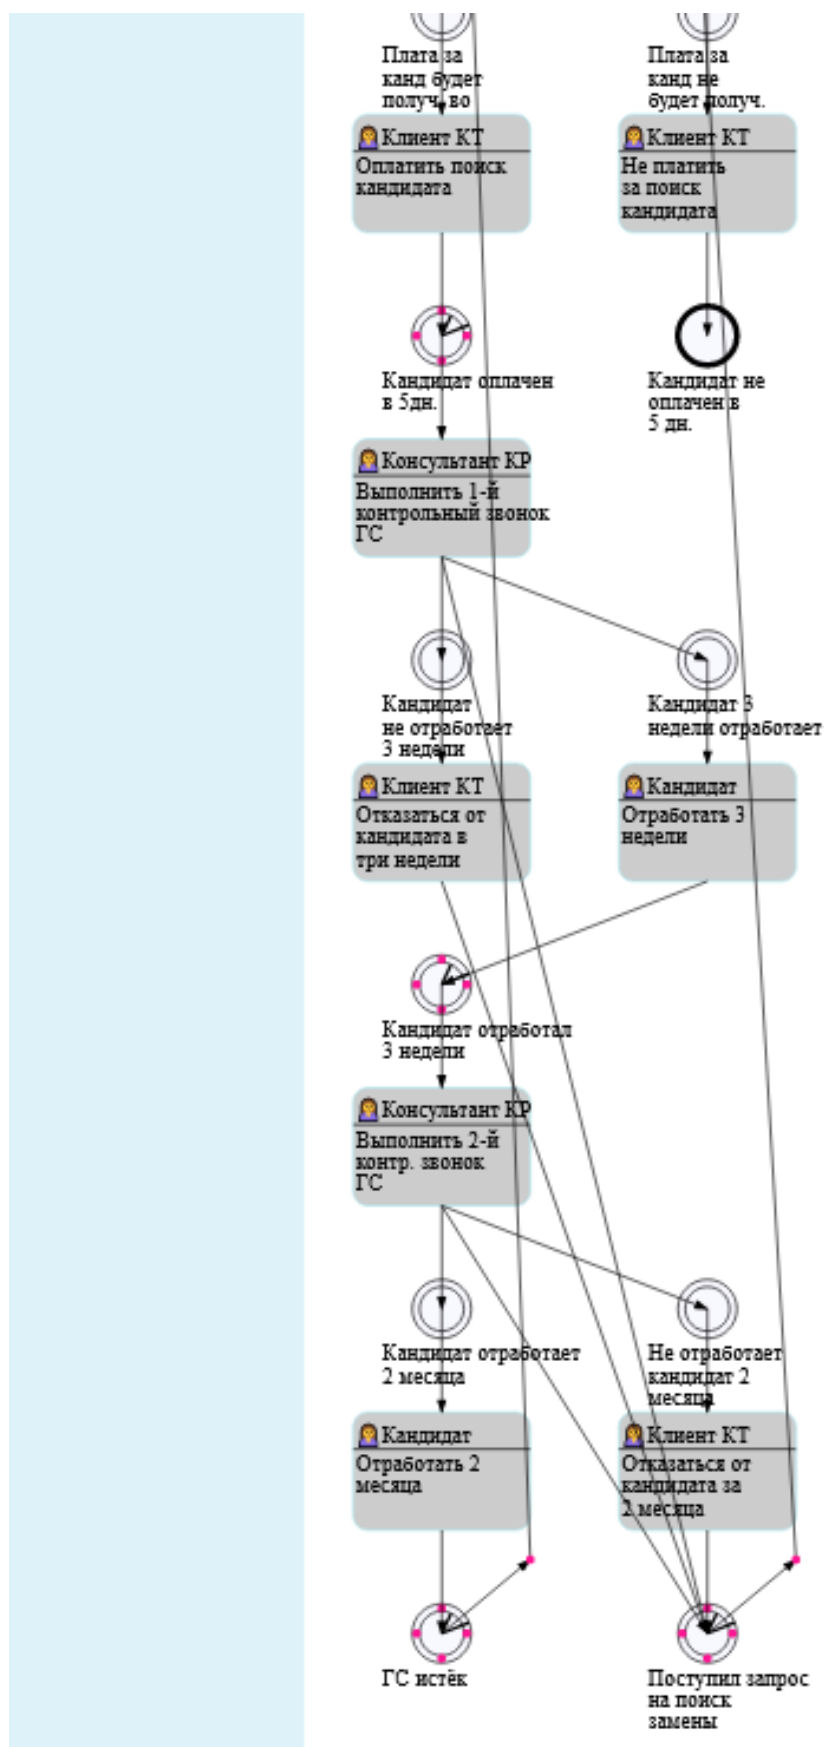 Плата за
канд будет
получ. во
Плата за
канд не
будет получ.
Клиент КТ
Оплатить поиск
кандидата
Клиент КТ
Не платить
за поиск
кандидата
Кандидат оплачен
в 5дн.
Кандидат не
оплачен в
5 дн.
Консультант КР
Выполнить 1-й
контрольный звонок
ГС
Кандидат
не отработает
3 недели
Кандидат 3
недели отработает
Клиент КТ
Отказаться от
кандидата в
три недели
Кандидат
Отработать 3
недели
Кандидат отработал
3 недели
Консультант КР
Выполнить 2-й
контр. звонок
ГС
Кандидат отработает
2 месяца
Не отработает
кандидат 2
месяца
Кандидат
Отработать 2
месяца
Клиент КТ
Отказаться от
кандидата за
2 месяца
ГС истёк
Поступил запрос
на поиск
замены